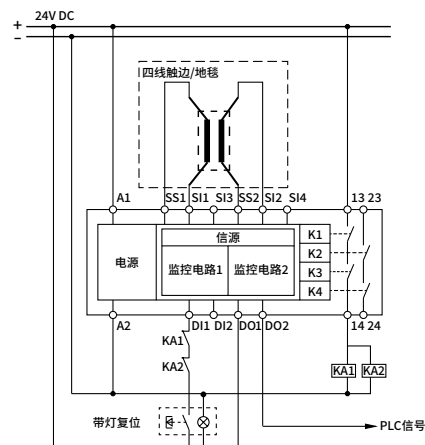 24V DC
+
−
四线触边/地毯
A1
SS1 SI1 SI3 SS2 SI2 SI4
13 23
信源
电源
监控电路1
监控电路2
K1
K2
K3
K4
A2
DI1 DI2 DO1 DO2
14 24
KA1
KA2
KA1 KA2
带灯复位
PLC信号